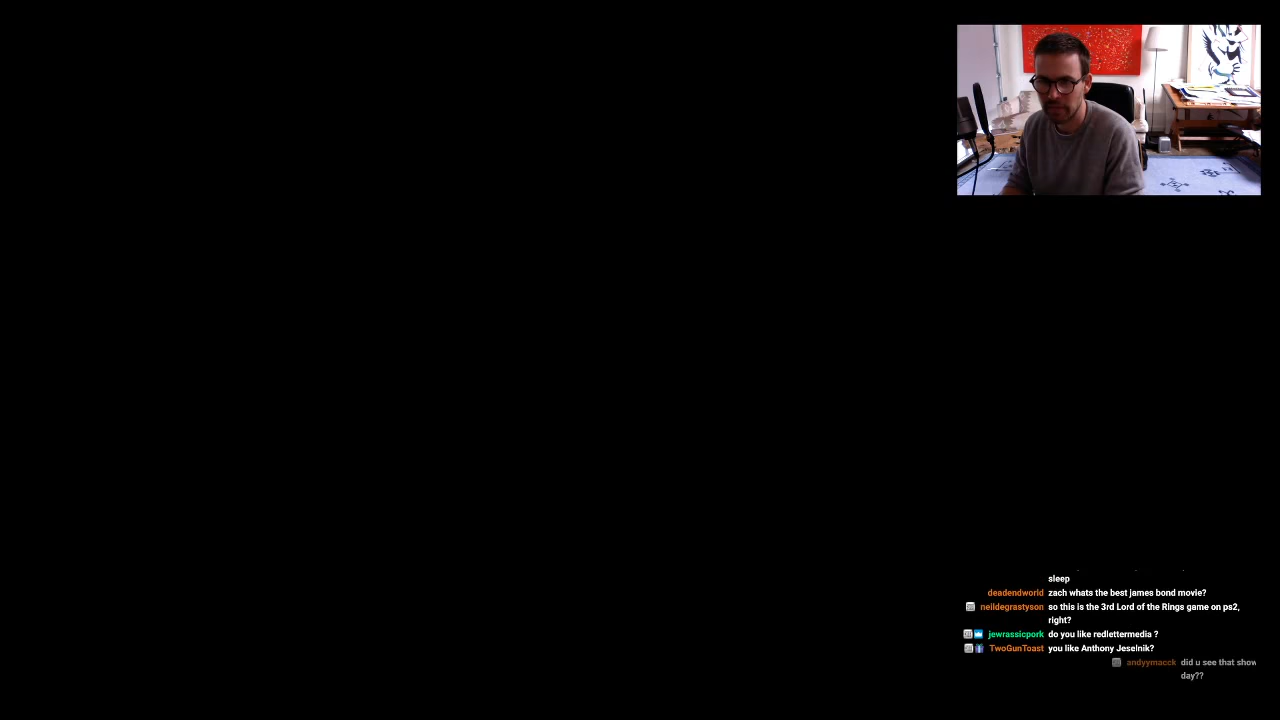 sleep
deadendworld zach whats the best james bond movie?
neildegrastyson so this is the 3rd Lord of the Rings game on ps2,
right?
jewrassicpork do you like redlettermedia ?
TwoGunToast you like Anthony Jeselnik?
andyymacck did u see that show
day??